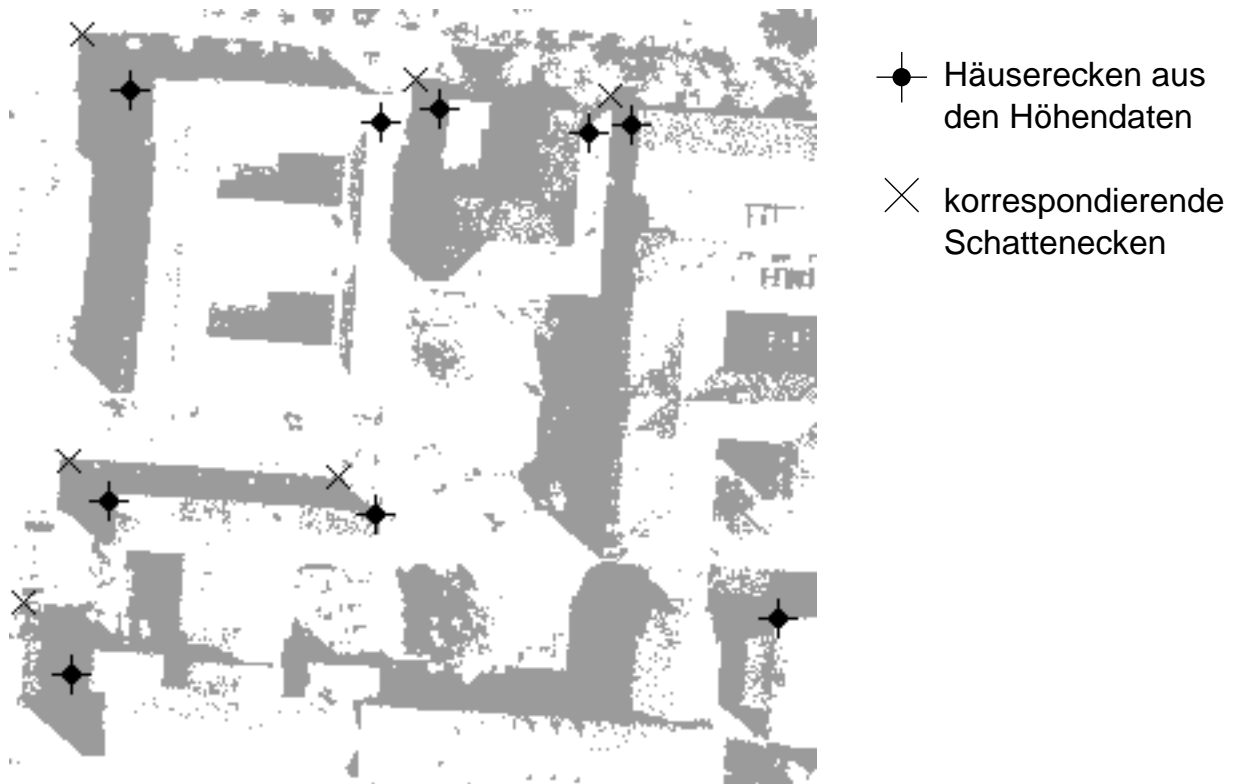 Häuserecken aus
den Höhendaten
korrespondierende
Schattenecken